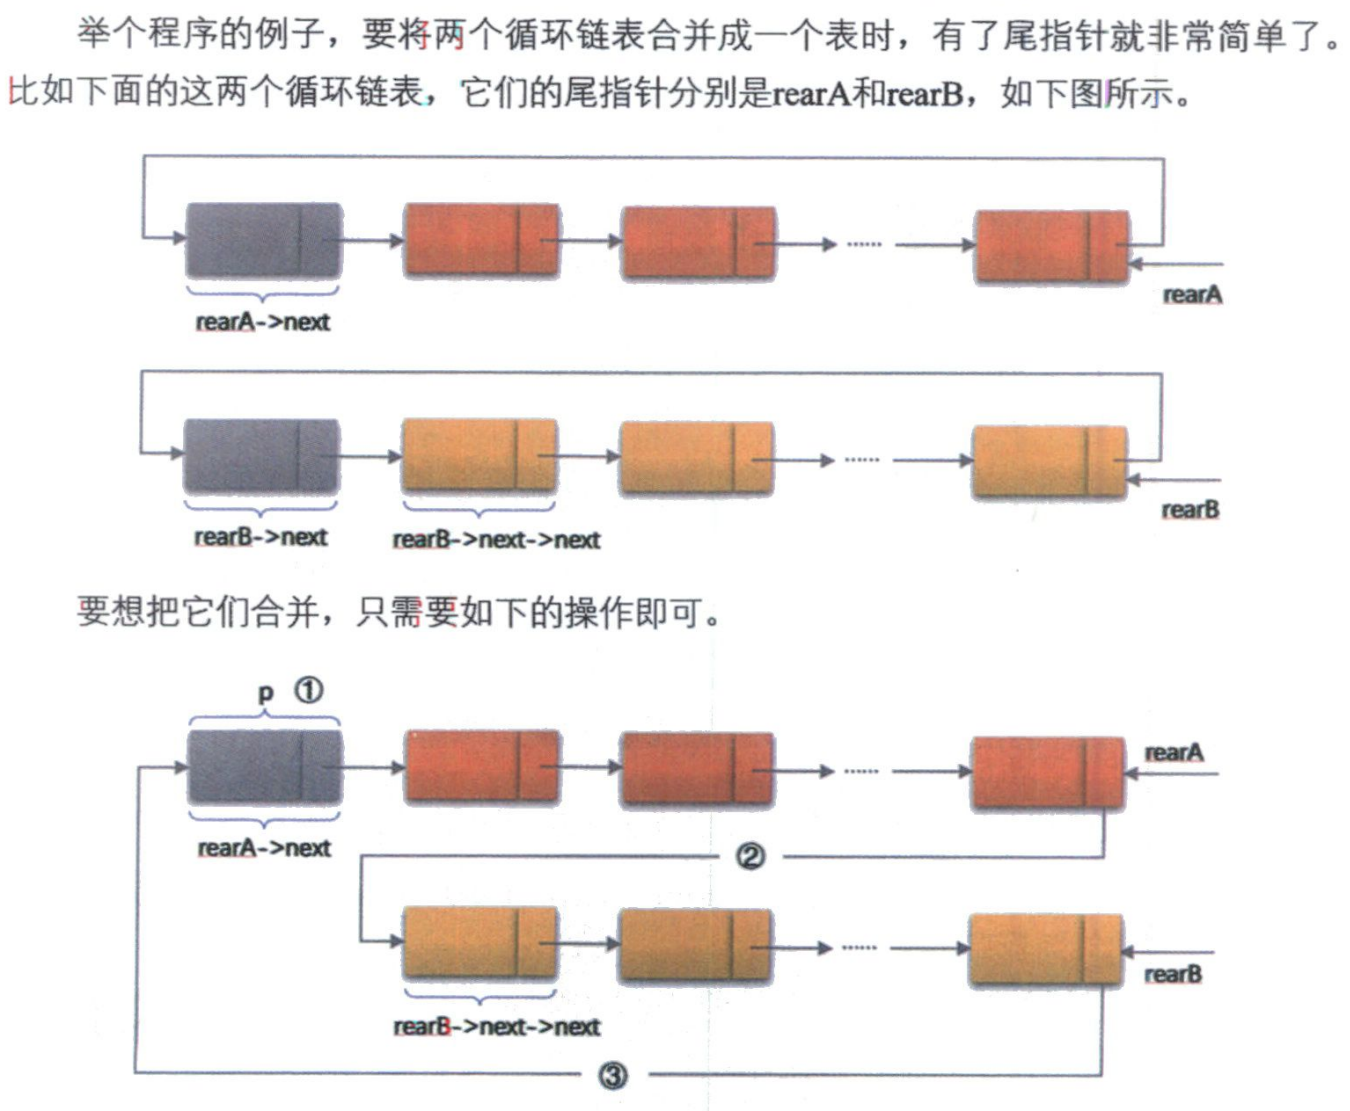 举个程序的例子，要将两个循环链表合并成一个表时，有了尾指针就非常简单了。
比如下面的这两个循环链表，它们的尾指针分别是rearA和rearB，如下图所示。
......
rearA
rearA->next
......
rearB
rearB->next rearB->next->next
要想把它们合并，只需要如下的操作即可。
p ①
rearA
......
rearA->next
②
......
rearB
rearB->next->next
③